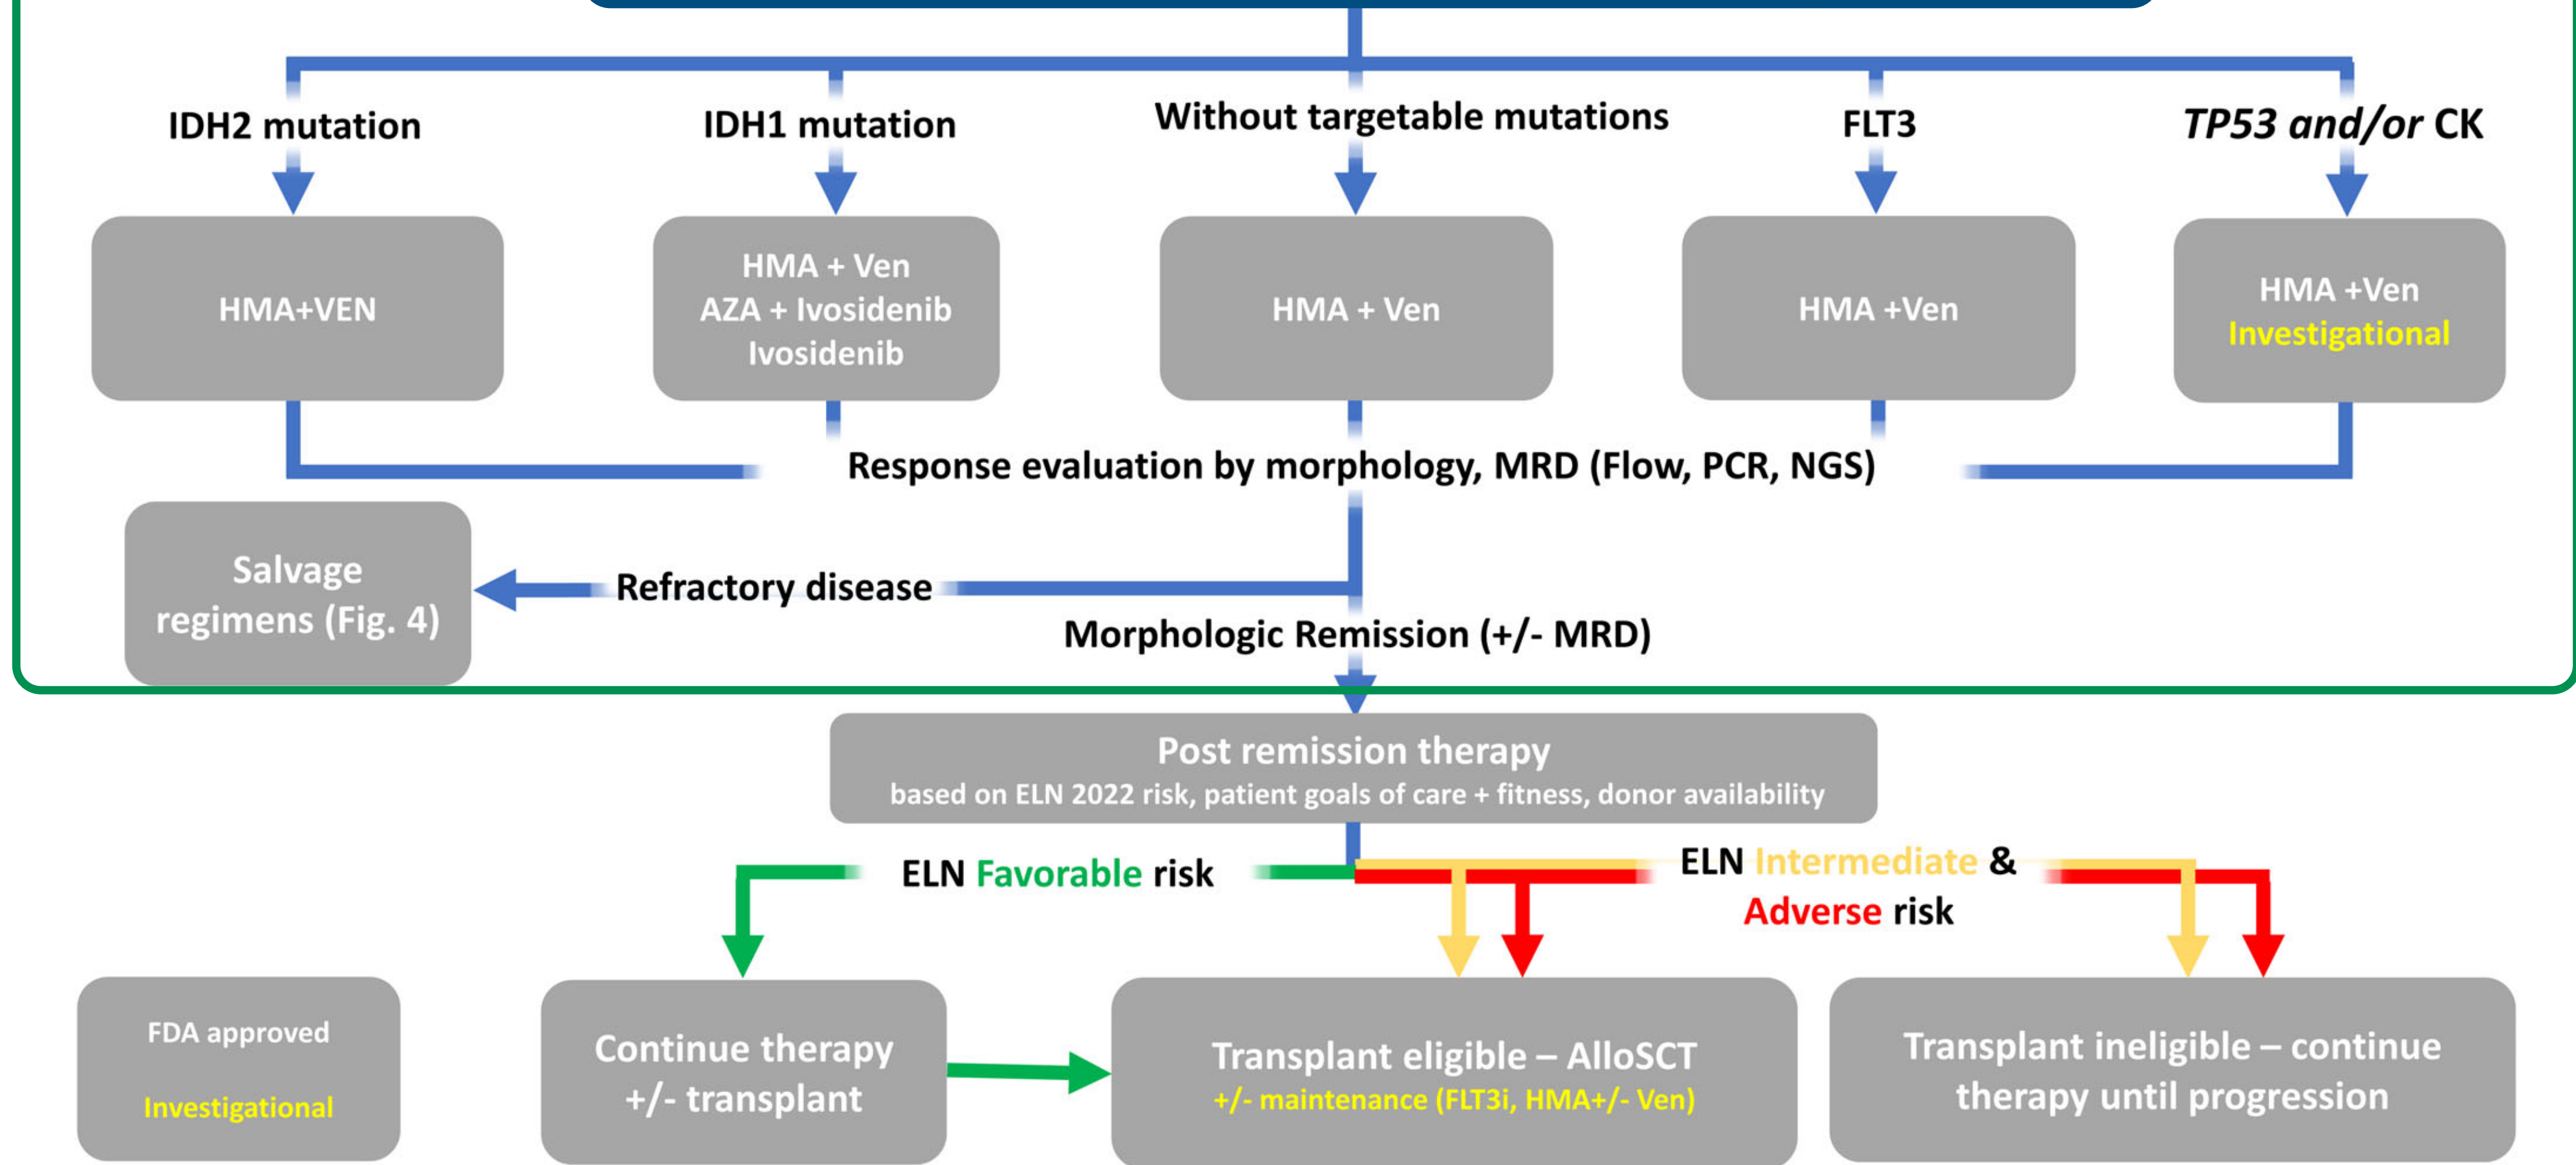 IDH2 mutation
IDH1 mutation
Without targetable mutations
FLT3
TP53 and/or CK
HMA+VEN
HMA + Ven
AZA + Ivosidenib
Ivosidenib
HMA + Ven
HMA +Ven
HMA +Ven
Investigational
Response evaluation by morphology, MRD (Flow, PCR, NGS)
Salvage
regimens (Fig. 4)
Refractory disease
Morphologic Remission (+/- MRD)
Post remission therapy
based on ELN 2022 risk, patient goals of care + fitness, donor availability
ELN Favorable risk
ELN Intermediate &
Adverse risk
FDA approved
Investigational
Continue therapy
+/- transplant
Transplant eligible – AlloSCT
+/- maintenance (FLT3i, HMA+/- Ven)
Transplant ineligible – continue
therapy until progression